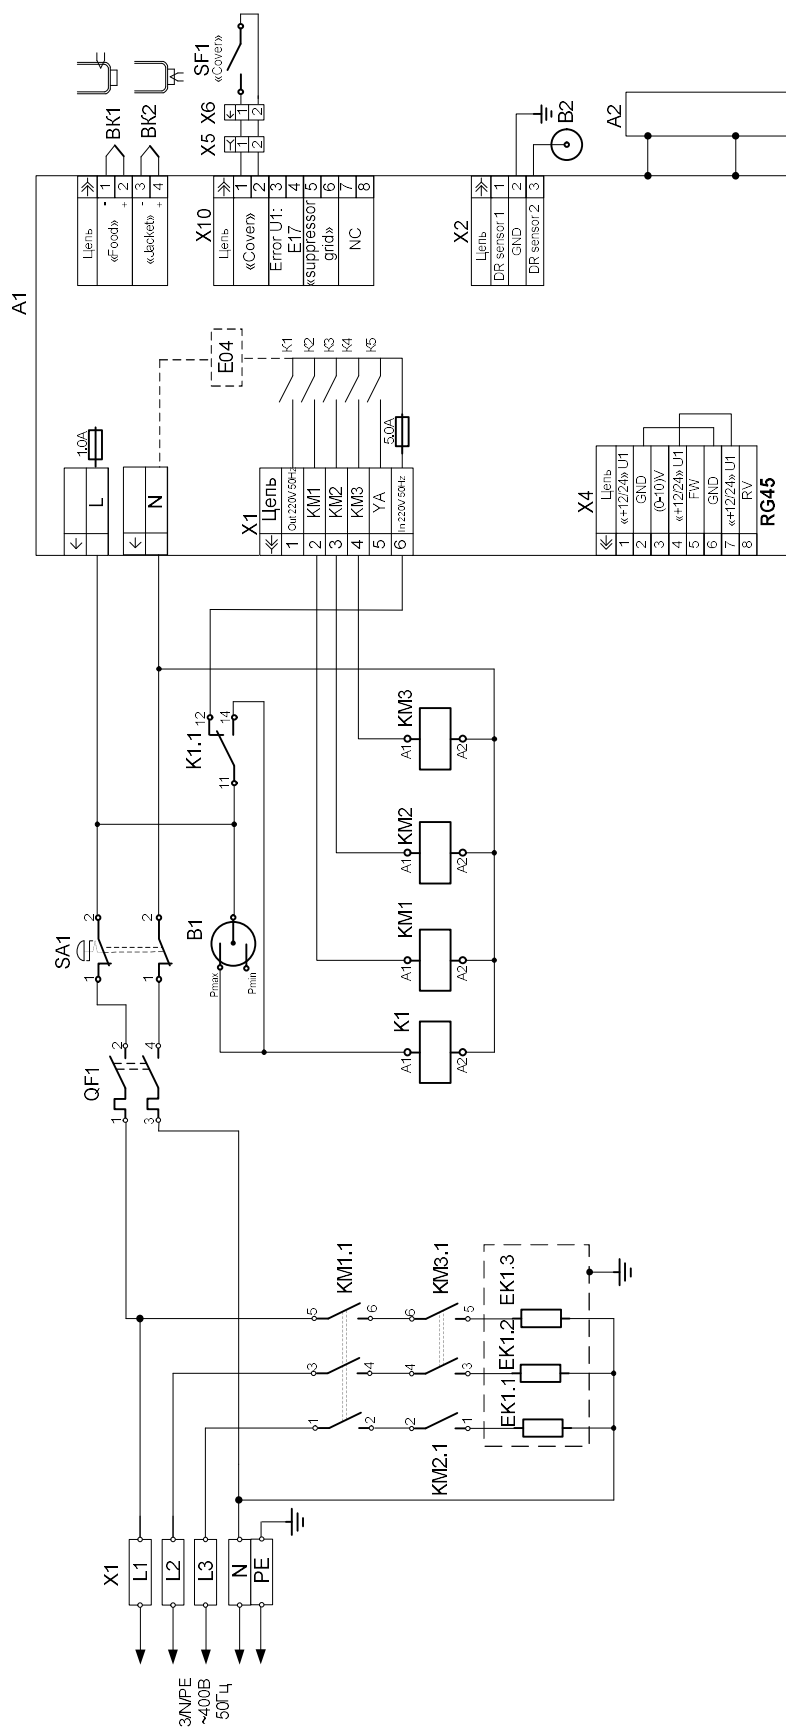 A1
BK1
BK2
SF1
«Cover»
X5
X6
Y
1
2
1
2
Цепь
«Food»
«Jacket»
1
2
3
4
-
+
-
+
X10
Цепь
«Cover»
Error U1:
E17
«suppressor
grid»
NC
1
2
3
4
5
6
7
8
X2
Цепь
DR sensor 1
GND
DR sensor 2
1
2
3
B2
A2
1.0A
L
N
E04
K1
K2
K3
K4
K5
5.0A
X1
Цепь
1
Out 220V 50Hz
2
KM1
3
KM2
4
KM3
5
YA
6
In 220V 50Hz
X4
Цепь
1
«+12/24» U1
2
GND
3
(0-10)V
4
«+12/24» U1
5
FW
6
GND
7
«+12/24» U1
8
RV
RG45
K1.1
12
14
11
SA1
1
2
1
2
B1
Pmax
Pmin
KM3
A1
A2
KM2
A1
A2
KM1
A1
A2
K1
A1
A2
QF1
1
2
3
4
KM1.1
5
6
3
4
1
2
KM3.1
6
5
4
3
KM2.1
2
1
EK1.1
EK1.2
EK1.3
X1
L1
L2
L3
N
PE
3/N/PE
~400В
50Гц